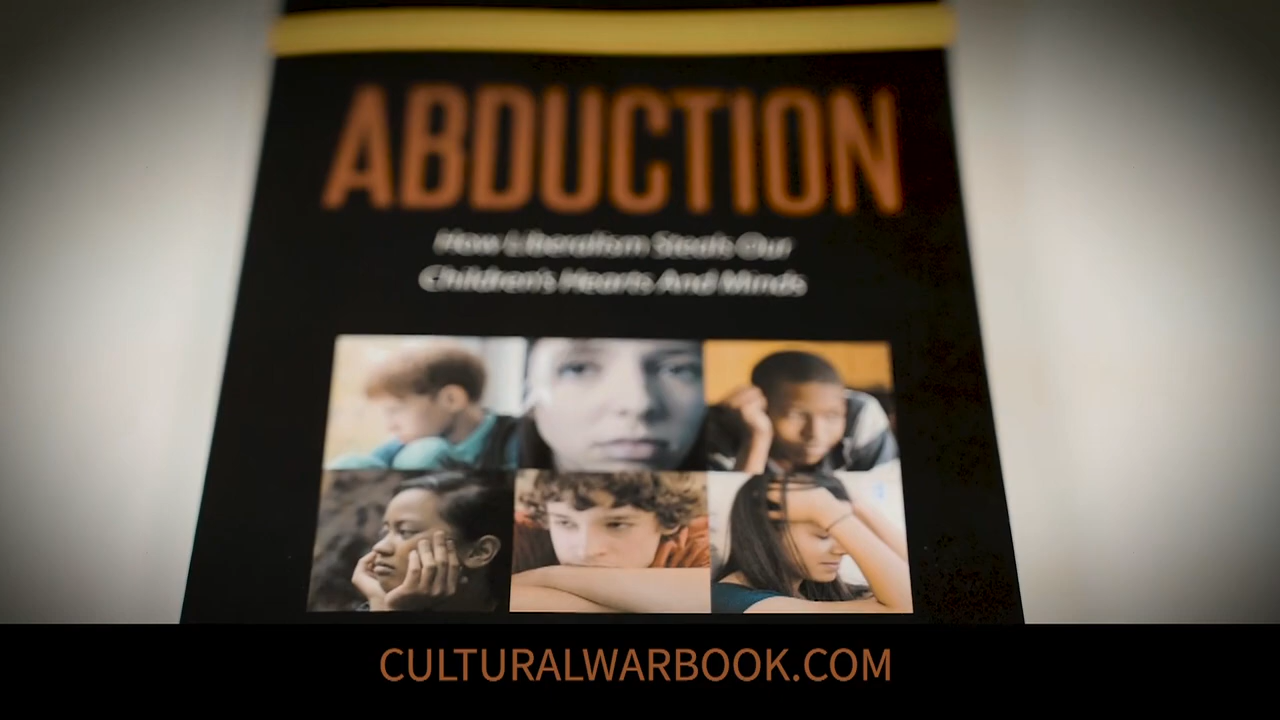 ABDUCTION
How Liberalism Steals Our
Children's Hearts And Minds
CULTURALWARBOOK.COM